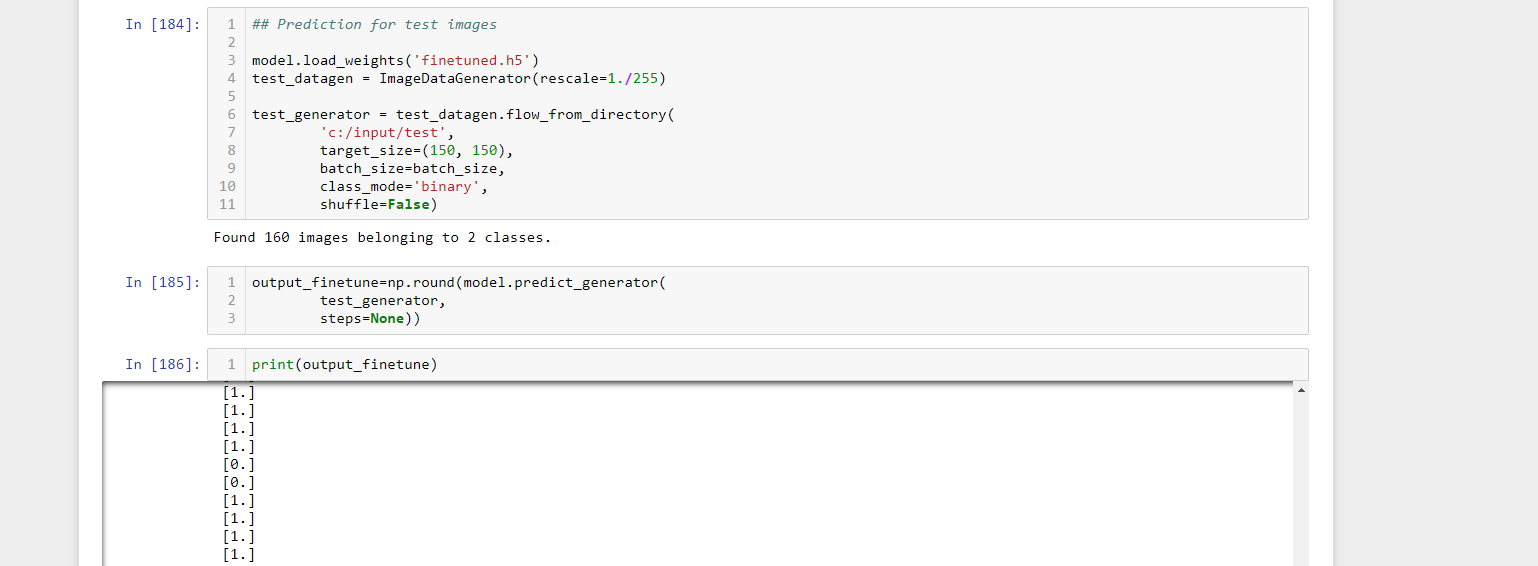 In [184]:
1 ## Prediction for test images
2
3 model.load_weights('finetuned.h5')
4 test_datagen = ImageDataGenerator(rescale=1./255)
5
6 test_generator = test_datagen.flow_from_directory(
7         'c:/input/test',
8         target_size=(150, 150),
9         batch_size=batch_size,
10         class_mode='binary',
11         shuffle=False)
Found 160 images belonging to 2 classes.
In [185]:
1 output_finetune=np.round(model.predict_generator(
2         test_generator,
3         steps=None))
In [186]:
1 print(output_finetune)
[1.]
[1.]
[1.]
[1.]
[0.]
[0.]
[1.]
[1.]
[1.]
[1.]